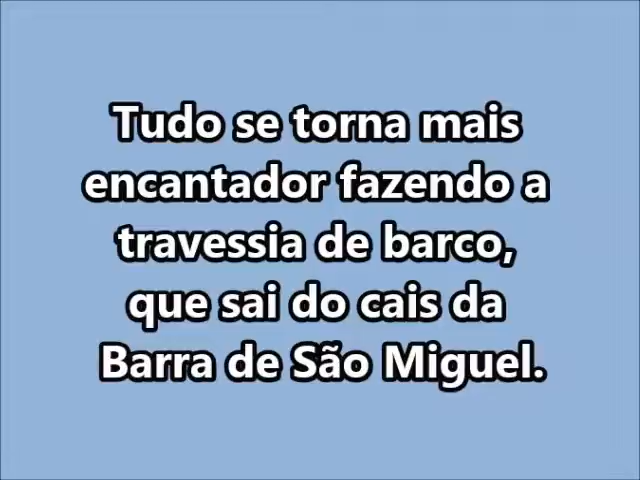 Tudo se torna mais
encantador fazendo a
travessia de barco,
que sai do cais da
Barra de São Miguel.